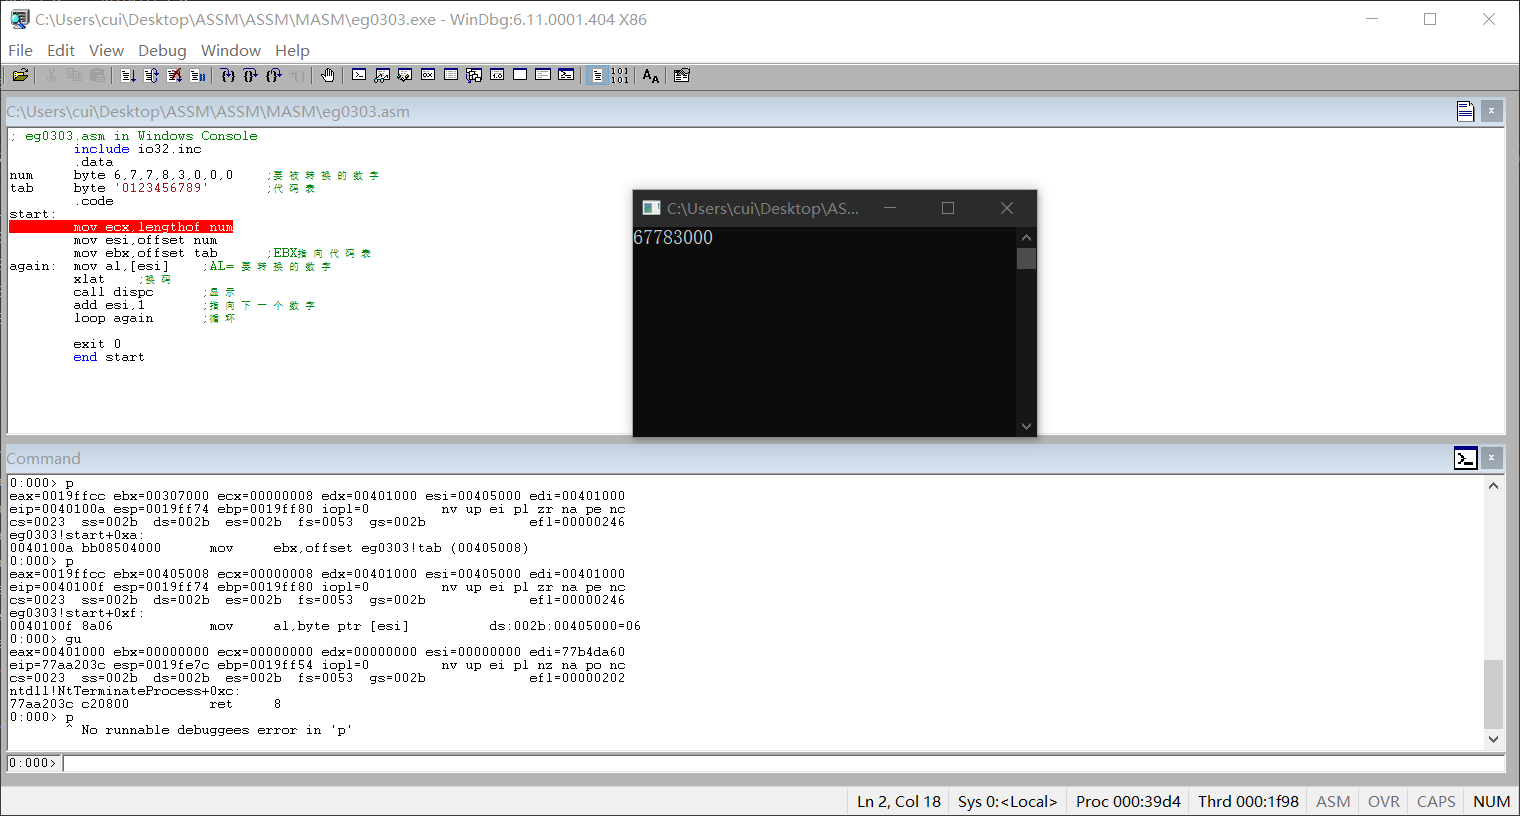 C:\Users\cui\Desktop\ASSM\ASSM\MASM\eg0303.exe - WinDbg:6.11.0001.404 X86
File Edit View Debug Window Help
C:\Users\cui\Desktop\ASSM\ASSM\MASM\eg0303.asm
; eg0303.asm in Windows Console
include io32.inc
.data
num byte 6,7,7,8,3,0,0,0 ;要被转换的数字
tab byte '0123456789' ;代码表
.code
start:
mov ecx,lengthof num
mov esi,offset num
mov ebx,offset tab ;EBX指向代码表
again: mov al,[esi] ;AL=要转换的数字
xlat ;换码
call dispc ;显示
add esi,1 ;指向下一个数字
loop again ;循环
exit 0
end start
C:\Users\cui\Desktop\AS...
67783000
Command
0:000> p
eax=0019ffcc ebx=00307000 ecx=00000008 edx=00401000 esi=00405000 edi=00401000
eip=0040100a esp=0019ff74 ebp=0019ff80 iopl=0 nv up ei pl zr na pe nc
cs=0023 ss=002b ds=002b es=002b fs=0053 gs=002b efl=00000246
eg0303!start+0xa:
0040100a bb08504000 mov ebx,offset eg0303!tab (00405008)
0:000> p
eax=0019ffcc ebx=00405008 ecx=00000008 edx=00401000 esi=00405000 edi=00401000
eip=0040100f esp=0019ff74 ebp=0019ff80 iopl=0 nv up ei pl zr na pe nc
cs=0023 ss=002b ds=002b es=002b fs=0053 gs=002b efl=00000246
eg0303!start+0xf:
0040100f 8a06 mov al,byte ptr [esi] ds:002b:00405000=06
0:000> gu
eax=00401000 ebx=00000000 ecx=00000000 edx=00000000 esi=00000000 edi=77b4da60
eip=77aa203c esp=0019fe7c ebp=0019ff54 iopl=0 nv up ei pl nz na po nc
cs=0023 ss=002b ds=002b es=002b fs=0053 gs=002b efl=00000202
ntdll!NtTerminateProcess+0xc:
77aa203c c20800 ret 8
0:000> p
^ No runnable debuggees error in 'p'
0:000>
Ln 2, Col 18 Sys 0:<Local> Proc 000:39d4 Thrd 000:1f98 ASM OVR CAPS NUM